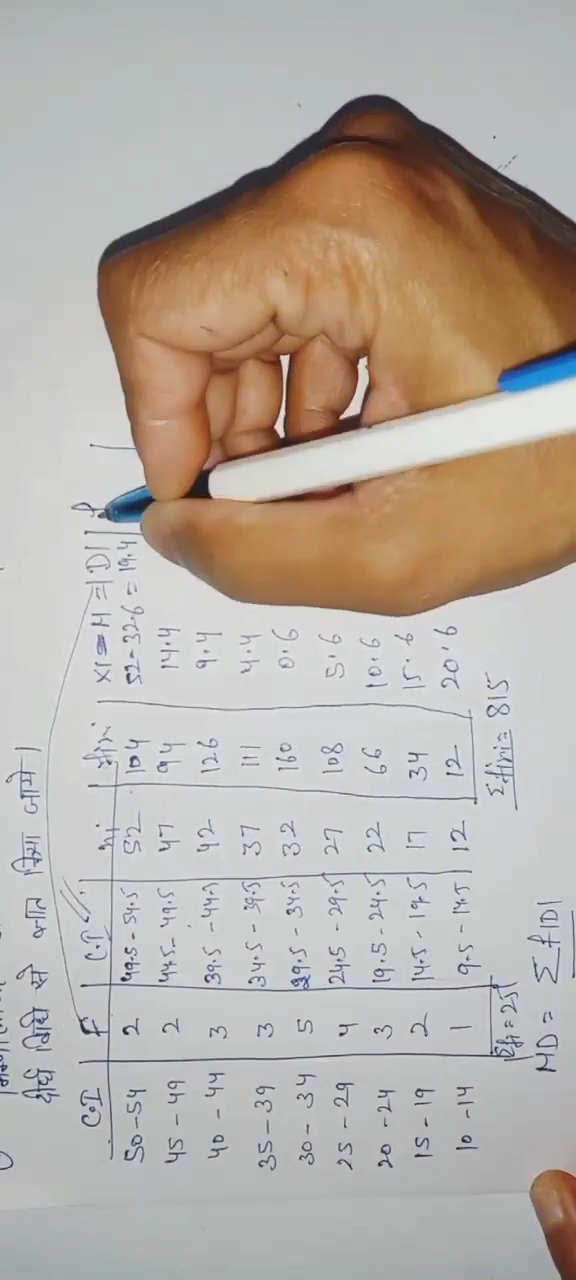 दीर्घ विधि से ज्ञात किया जाये।
C.I F C.I xi fixi xi - M = |D| f
50-54 2 49.5-54.5 52 104 52-32.6=19.4
45-49 2 44.5-49.5 47 94 14.4
40-44 3 39.5-44.5 42 126 9.4
35-39 3 34.5-39.5 37 111 4.4
30-34 5 29.5-34.5 32 160 0.6
25-29 4 24.5-29.5 27 108 5.6
20-24 3 19.5-24.5 22 66 10.6
15-19 2 14.5-19.5 17 34 15.6
10-14 1 9.5-14.5 12 12 20.6
Σfi=25 Σfixi=815
MD = Σf|D|